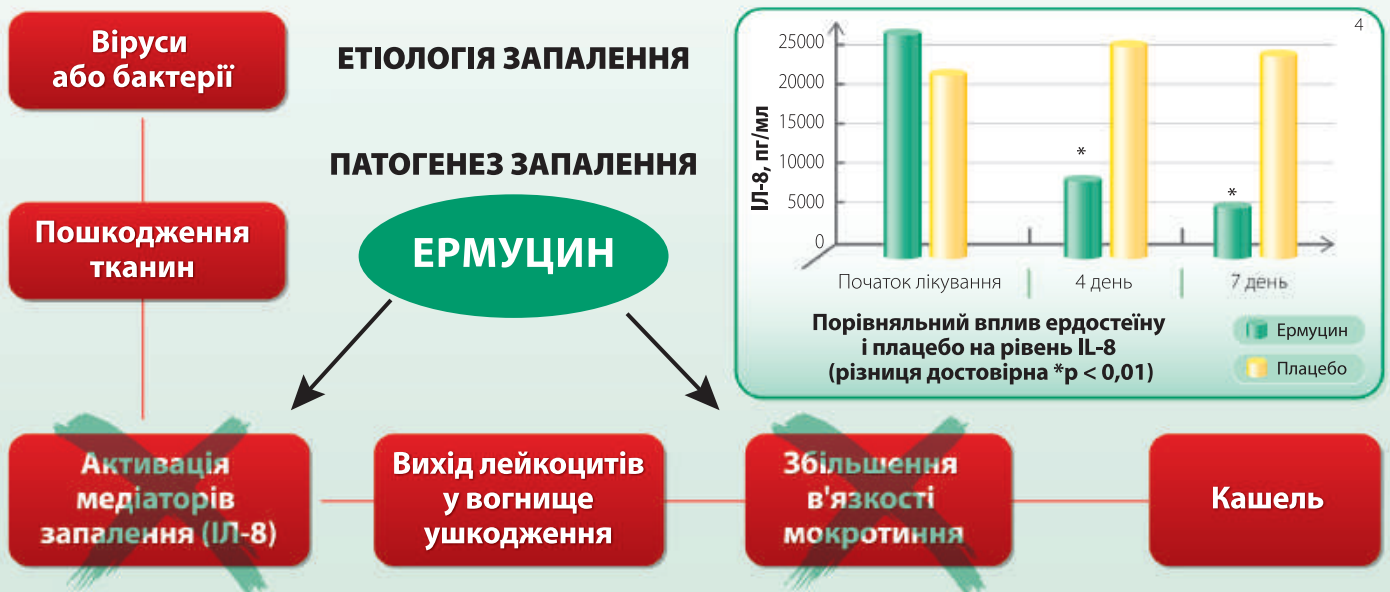 Віруси
або бактерії
ЕТІОЛОГІЯ ЗАПАЛЕННЯ
ПАТОГЕНЕЗ ЗАПАЛЕННЯ
Пошкодження
тканин
ЕРМУЦИН
4
ІЛ-8, пг/мл
25000
20000
15000
10000
5000
0
*
*
Початок лікування
4 день
7 день
Порівняльний вплив ердостеїну
і плацебо на рівень IL-8
(різниця достовірна *p < 0,01)
Ермуцин
Плацебо
Активація
медіаторів
запалення (ІЛ-8)
Вихід лейкоцитів
у вогнище
ушкодження
Збільшення
в'язкості
мокротиння
Кашель